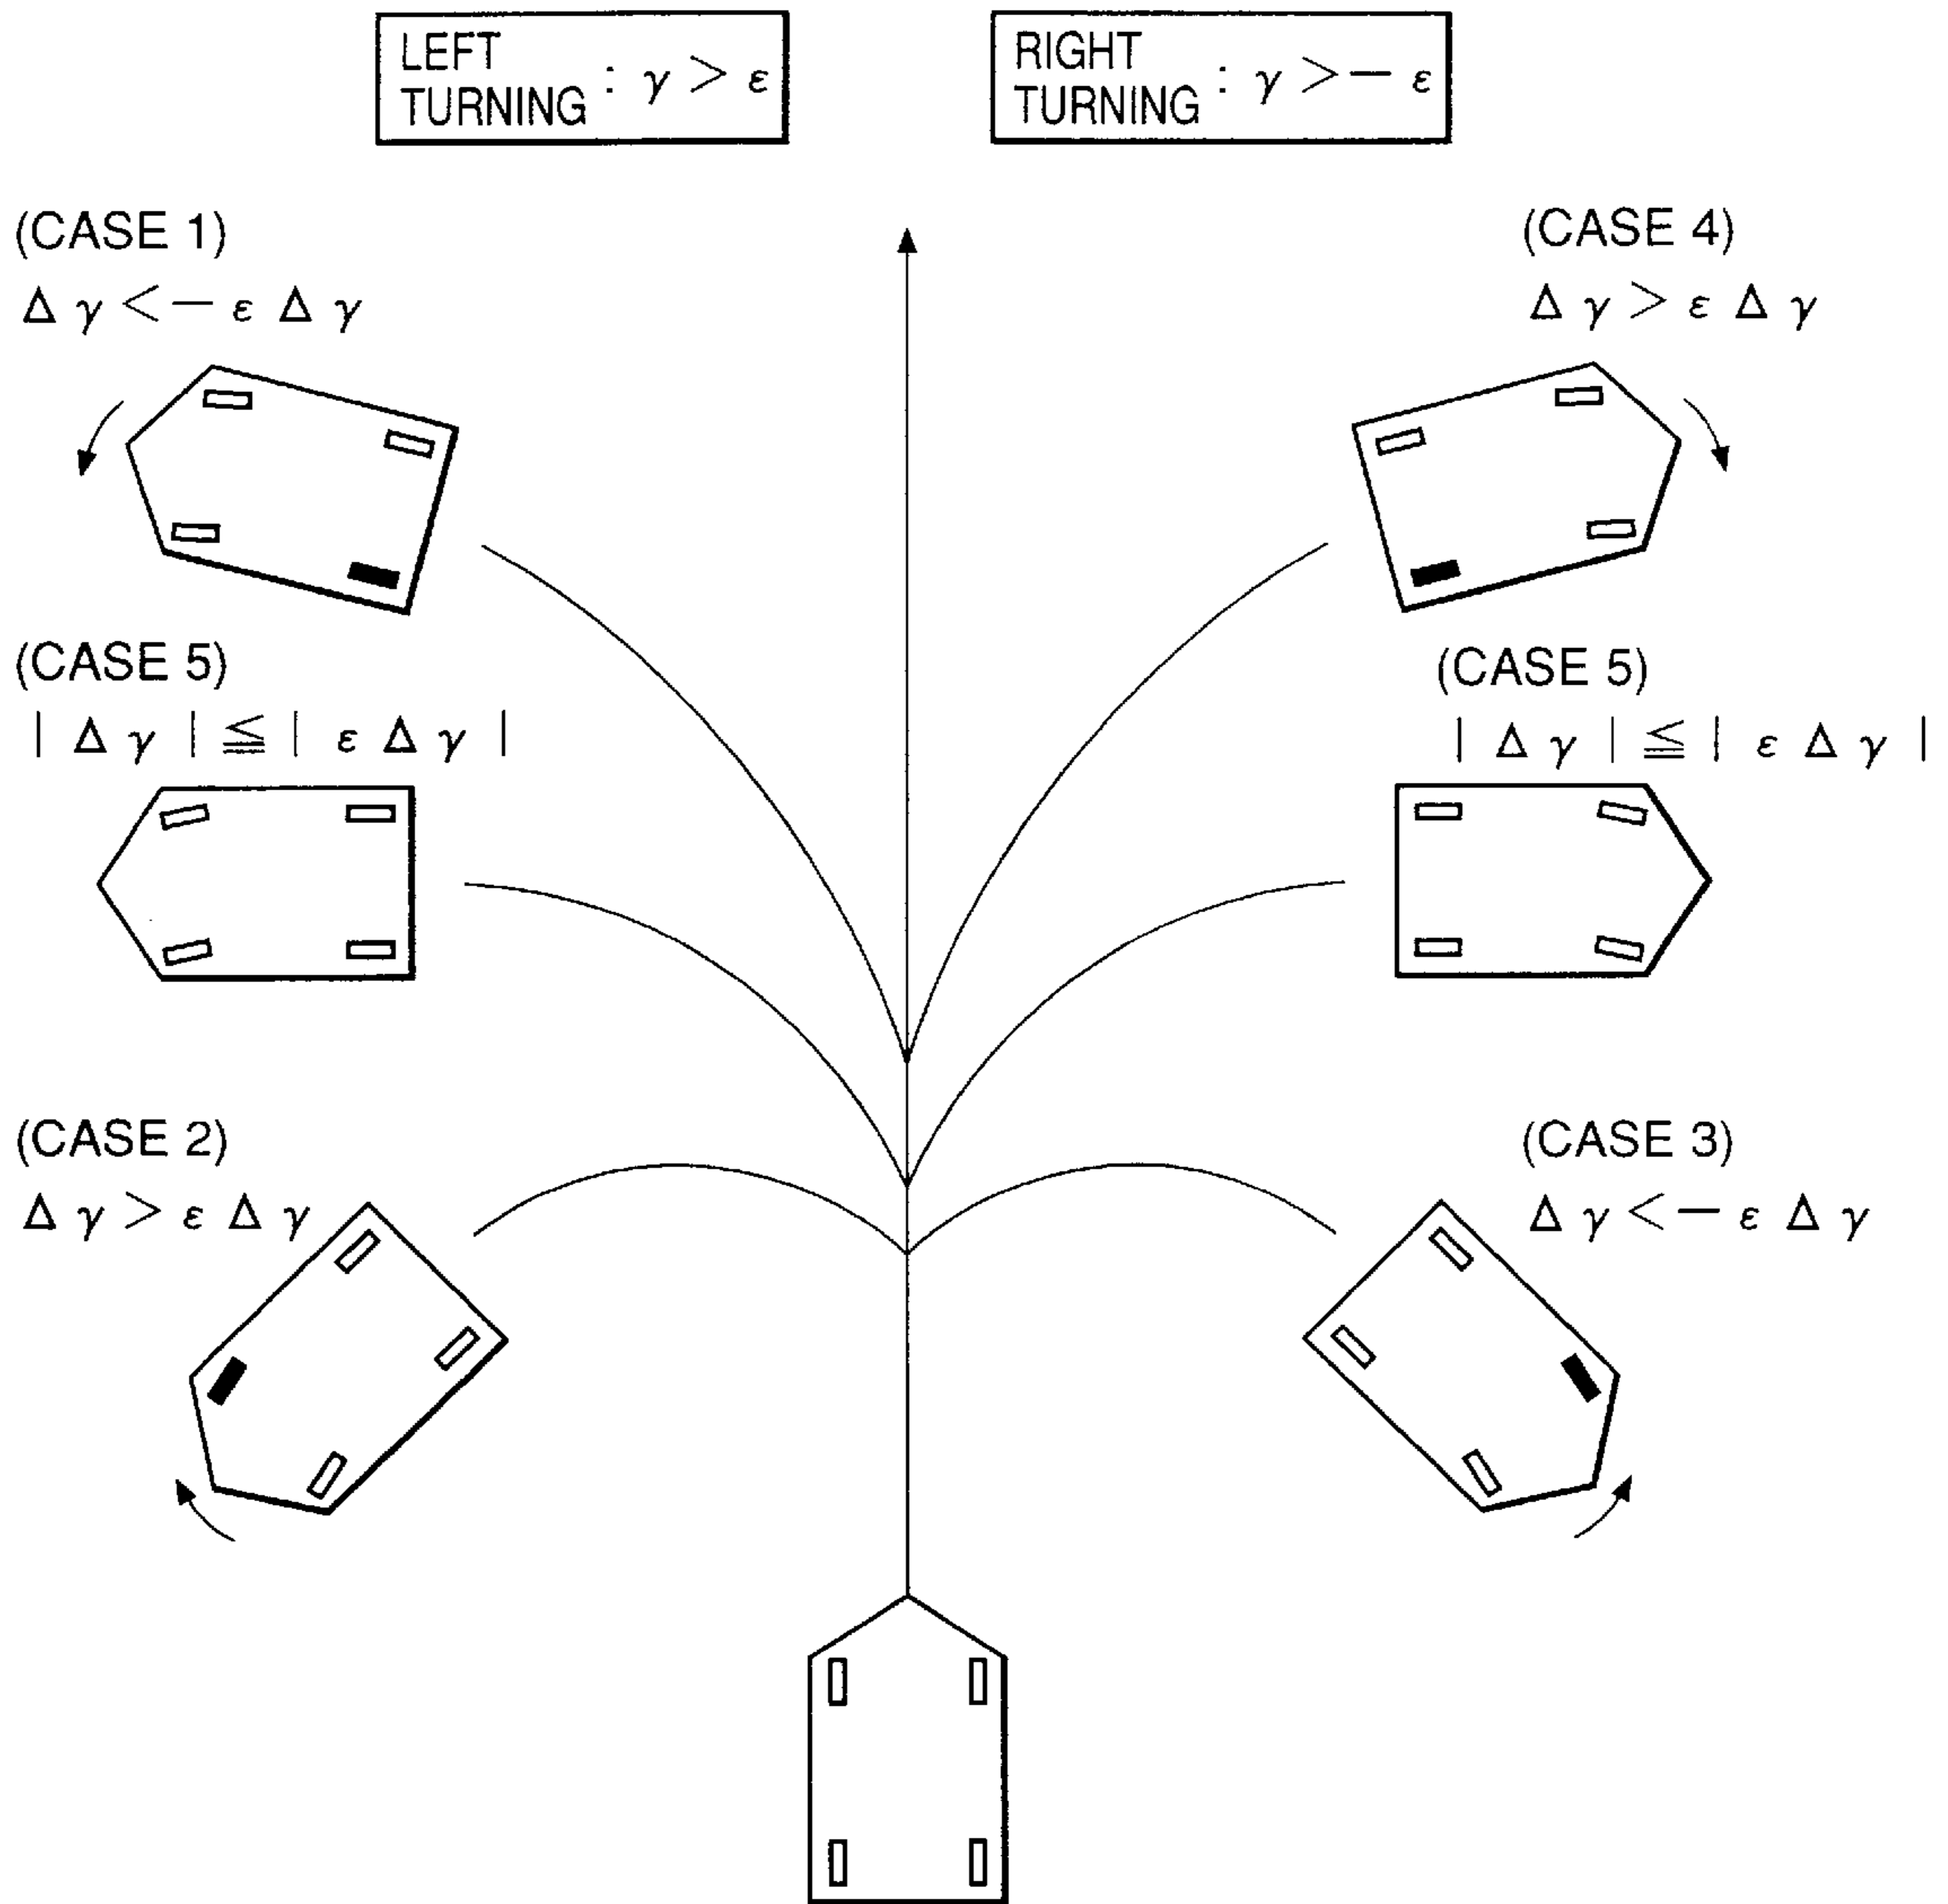 LEFT
TURNING : γ > ε
RIGHT
TURNING : γ > − ε
(CASE 1)
Δ γ < − ε Δ γ
(CASE 4)
Δ γ > ε Δ γ
(CASE 5)
| Δ γ | ≦ | ε Δ γ |
(CASE 5)
| Δ γ | ≦ | ε Δ γ |
(CASE 2)
Δ γ > ε Δ γ
(CASE 3)
Δ γ < − ε Δ γ